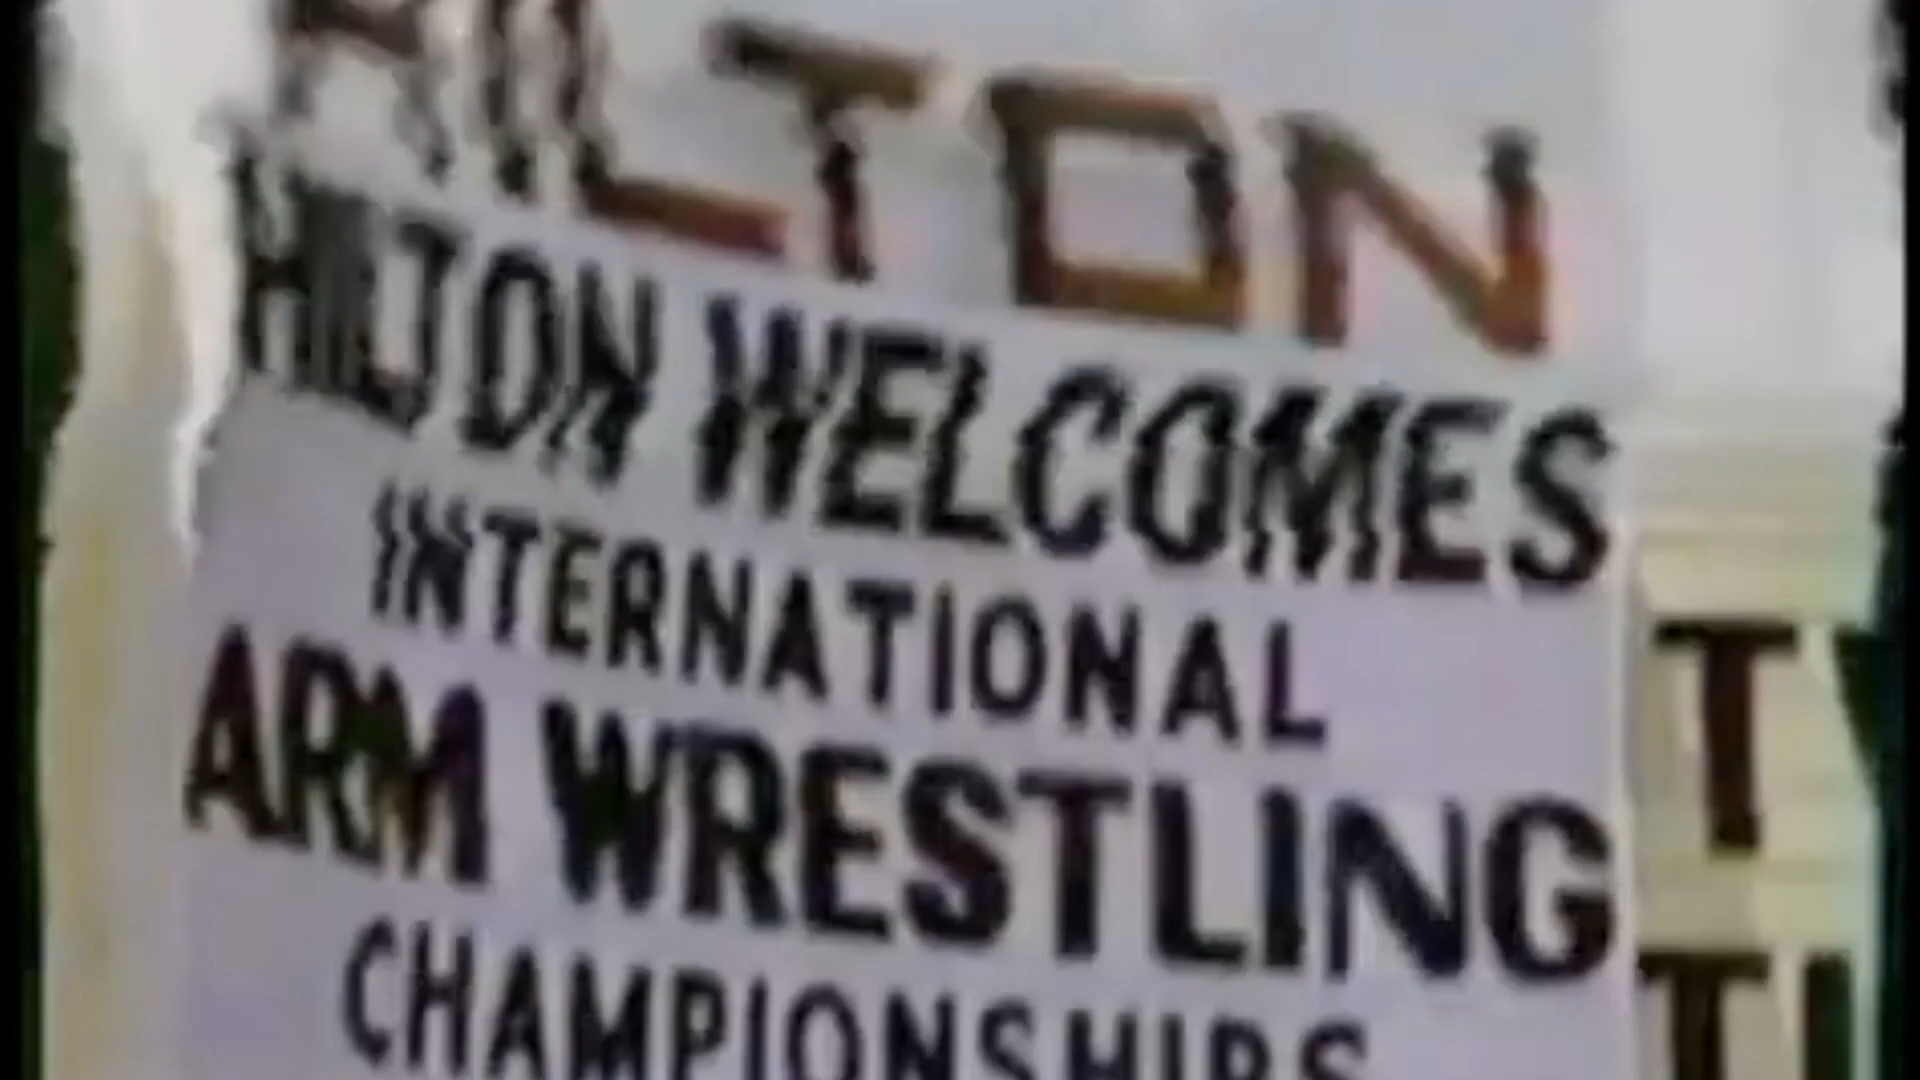 HILTON
HILTON WELCOMES
INTERNATIONAL
ARM WRESTLING
CHAMPIONSHIPS